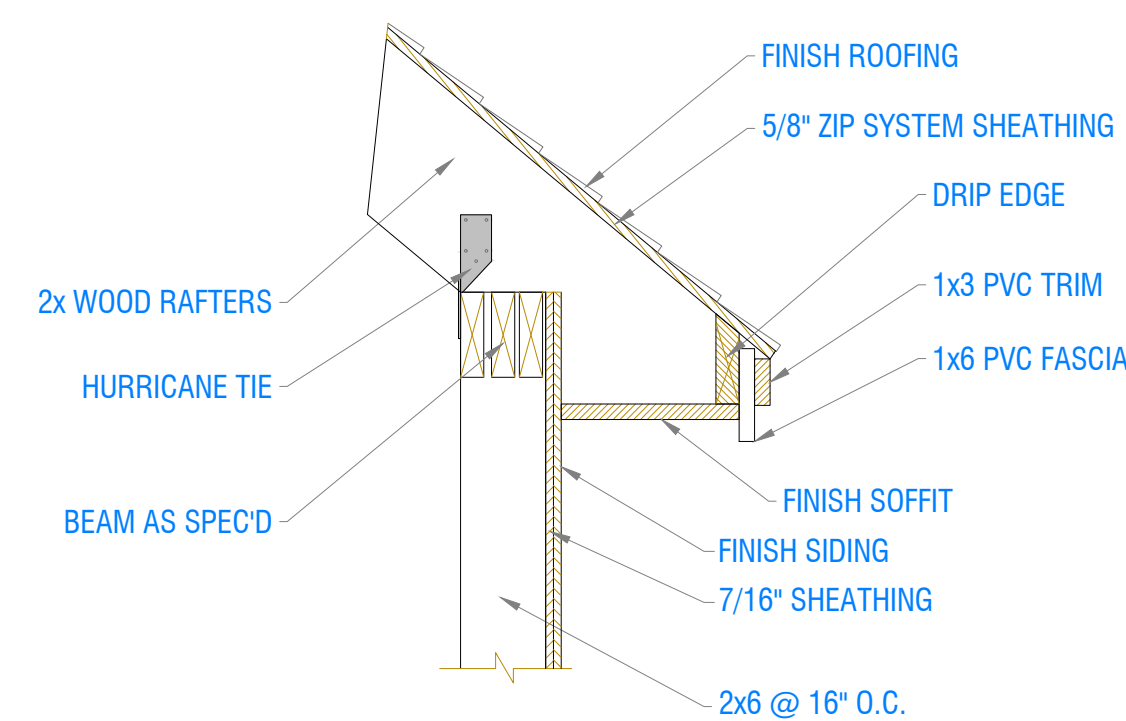 FINISH ROOFING
5/8" ZIP SYSTEM SHEATHING
DRIP EDGE
1x3 PVC TRIM
2x WOOD RAFTERS
1x6 PVC FASCIA
HURRICANE TIE
FINISH SOFFIT
BEAM AS SPEC'D
FINISH SIDING
7/16" SHEATHING
2x6 @ 16" O.C.